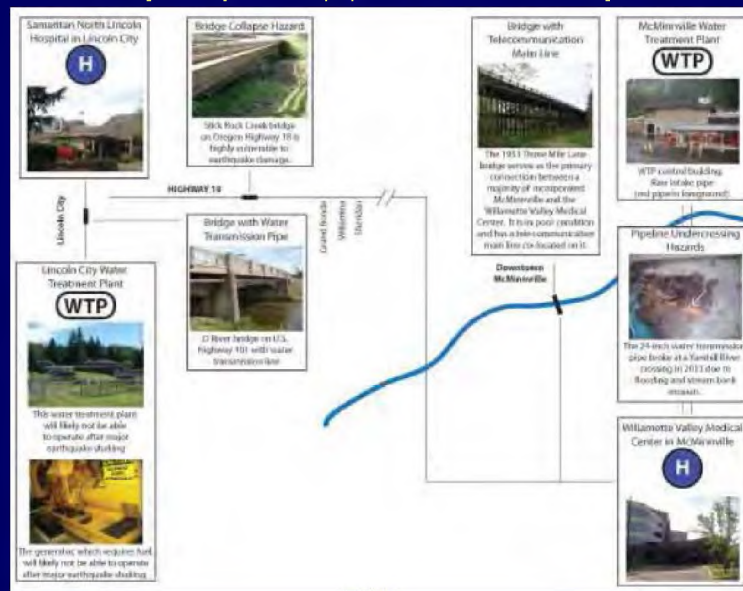 Samaritan North Lincoln
Hospital in Lincoln City
H
Bridge Collapse Hazard
Slick Rock Creek bridge
on Oregon Highway 18 is
highly vulnerable to
earthquake damage.
Bridge with
Telecommunication
Main Line
The 1951 Three Mile Lane
bridge serves as the primary
connection between a
majority of incorporated
McMinnville and the
Willamette Valley Medical
Center. It is in poor condition
and has a telecommunication
main line co-located on it.
McMinnville Water
Treatment Plant
WTP
WTP control building.
Raw intake pipe
(red pipe in foreground)
HIGHWAY 18
Lincoln City
Grand Ronde
Willamina
Sheridan
Bridge with Water
Transmission Pipe
D River bridge on U.S.
Highway 101 with water
transmission line
Downtown
McMinnville
Pipeline Undercrossing
Hazards
The 24-inch water transmission
pipe broke at a Yamhill River
crossing in due to
flooding and stream bank
erosion.
Lincoln City Water
Treatment Plant
WTP
This water treatment plant
will likely not be able
to operate after major
earthquake shaking
The generator, which requires fuel,
will likely not be able to operate
after major earthquake shaking
Willamette Valley Medical
Center in McMinnville
H